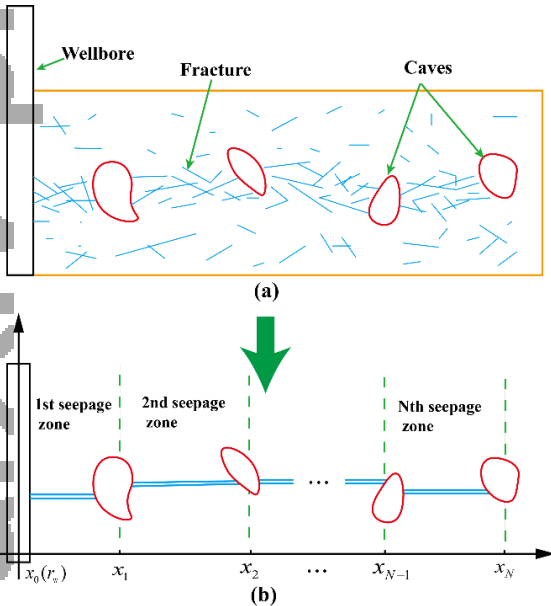 Wellbore
Fracture
Caves
(a)
1st seepage
zone
2nd seepage
zone
Nth seepage
zone
...
...
x₀(rw)
x₁
x₂
...
xN−1
xN
(b)